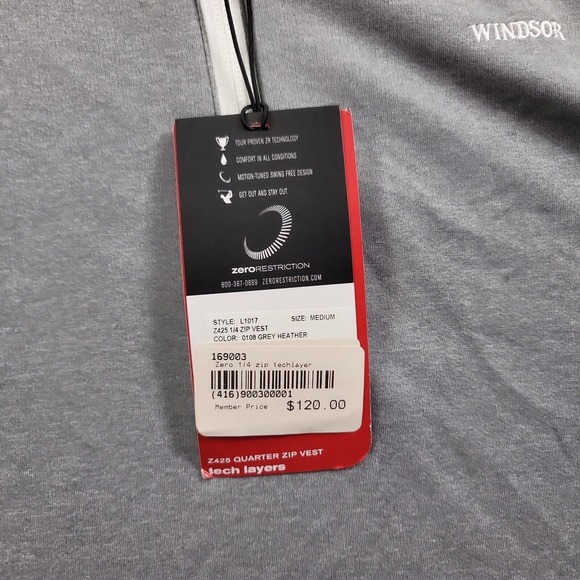 WINDSOR
YOUR PROVEN ZR TECHNOLOGY
COMFORT IN ALL CONDITIONS
MOTION-TUNED SWING FREE DESIGN
GET OUT AND STAY OUT
zeroRESTRICTION
800-367-0669 ZERORESTRICTION.COM
STYLE: L1017 SIZE: MEDIUM
Z425 1/4 ZIP VEST
COLOR: 0108 GREY HEATHER
169003
Zero 1/4 zip techlayer
(416)900300001
Member Price $120.00
Z425 QUARTER ZIP VEST
tech layers